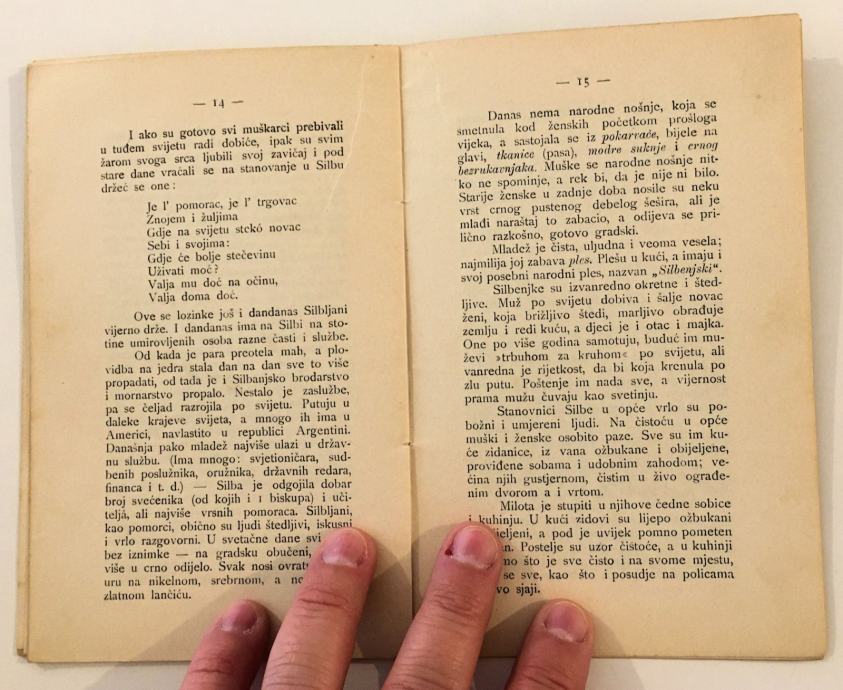 — 14 —
I ako su gotovo svi muškarci prebivali
u tuđem svijetu radi dobiće, ipak su svim
žarom svoga srca ljubili svoj zavičaj i pod
stare dane vraćali se na stanovanje u Silbu
držeć se one :
Je l’ pomorac, je l’ trgovac
Znojem i žuljima
Gdje na svijetu stekô novac
Sebi i svojima:
Gdje će bolje stečevinu
Uživati moć?
Valja mu doć na očinu,
Valja doma doć.
Ove se lozinke još i dandanas Silbljani
vijerno drže. I dandanas ima na Silbi na sto-
tine umirovljenih osoba razne časti i službe.
Od kada je para preotela mah, a plo-
vidba na jedra stala dan na dan sve to više
propadati, od tada je i Silbanjsko brodarstvo
i mornarstvo propalo. Nestalo je zaslužbe,
pa se čeljad razrojila po svijetu. Putuju u
daleke krajeve svijeta, a mnogo ih ima u
Americi, navlastito u republici Argentini.
Današnja pako mladež najviše ulazi u držav-
nu službu. (Ima mnogo: svjetioničara, sud-
benih poslužnika, oružnika, državnih redara,
financa i t. d.) — Silba je odgojila dobar
broj svećenika (od kojih i 1 biskupa) i uči-
teljâ, ali najviše vrsnih pomoraca. Silbljani,
kao pomorci, obično su ljudi štedljivi, iskusni
i vrlo razgovorni. U svetačne dane svi
bez iznimke — na gradsku obučeni,
više u crno odijelo. Svak nosi
uru na nikelnom, srebrnom, a
zlatnom lančiću.
— 15 —
Danas nema narodne nošnje, koja se
smetnula kod ženskih početkom prošloga
vijeka, a sastojala se iz pokarvače, bijele na
glavi, tkanice (pasa), modre suknje i crnog
bezrukavnjaka. Muške se narodne nošnje nit-
ko ne spominje, a rek bi, da je nije ni bilo.
Starije ženske u zadnje doba nosile su neku
vrst crnog pustenog debelog šešira, ali je
mlađi naraštaj to zabacio, a odijeva se pri-
lično razkošno, gotovo gradski.
Mladež je čista, uljudna i veoma vesela;
najmilija joj zabava ples. Plešu u kući, a imaju i
svoj posebni narodni ples, nazvan „Silbenjski“.
Silbenjke su izvanredno okretne i šted-
ljive. Muž po svijetu dobiva i šalje novac
ženi, koja brižljivo štedi, marljivo obrađuje
zemlju i redi kuću, a djeci je i otac i majka.
One po više godina samotuju, buduć im mu-
ževi »trbuhom za kruhom« po svijetu, ali
vanredna je rijetkost, da bi koja krenula po
zlu putu. Poštenje im nada sve, a vijernost
prama mužu čuvaju kao svetinju.
Stanovnici Silbe u opće vrlo su po-
božni i umjereni ljudi. Na čistoću u opće
muški i ženske osobito paze. Sve su im ku-
će zidanice, iz vana ožbukane i obijeljene,
providene sobama i udobnim zahodom; ve-
ćina njih gustjernom, čistim u živo ograđe-
nim dvorom a i vrtom.
Milota je stupiti u njihove čedne sobice
i kuhinju. U kući zidovi su lijepo ožbukani
a pod je uvijek pomno pometen
Postelje su uzor čistoće, a u kuhinji
što je sve čisto i na svome mjestu,
se sve, kao što i posudje na policama
sjaji.